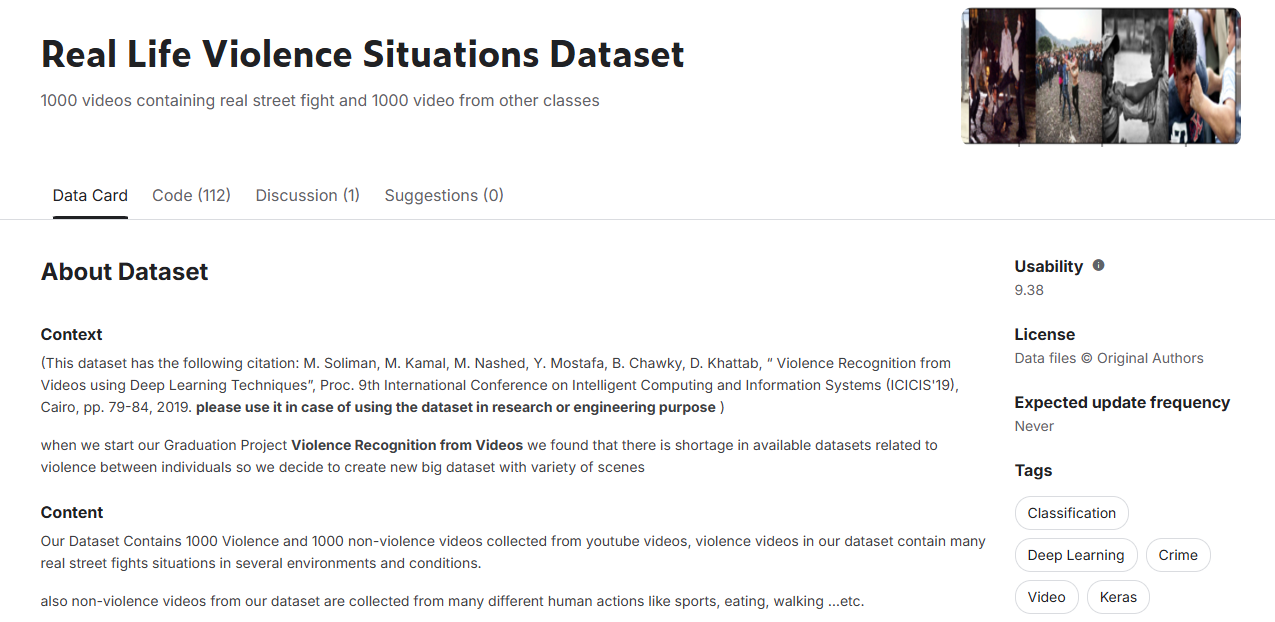 Real Life Violence Situations Dataset
1000 videos containing real street fight and 1000 video from other classes
Data Card
Code (112)
Discussion (1)
Suggestions (0)
About Dataset
Context
(This dataset has the following citation: M. Soliman, M. Kamal, M. Nashed, Y. Mostafa, B. Chawky, D. Khattab, “ Violence Recognition from
Videos using Deep Learning Techniques”, Proc. 9th International Conference on Intelligent Computing and Information Systems (ICICIS'19),
Cairo, pp. 79-84, 2019. please use it in case of using the dataset in research or engineering purpose )
when we start our Graduation Project Violence Recognition from Videos we found that there is shortage in available datasets related to
violence between individuals so we decide to create new big dataset with variety of scenes
Content
Our Dataset Contains 1000 Violence and 1000 non-violence videos collected from youtube videos, violence videos in our dataset contain many
real street fights situations in several environments and conditions.
also non-violence videos from our dataset are collected from many different human actions like sports, eating, walking ...etc.
Usability
9.38
License
Data files © Original Authors
Expected update frequency
Never
Tags
Classification
Deep Learning
Crime
Video
Keras